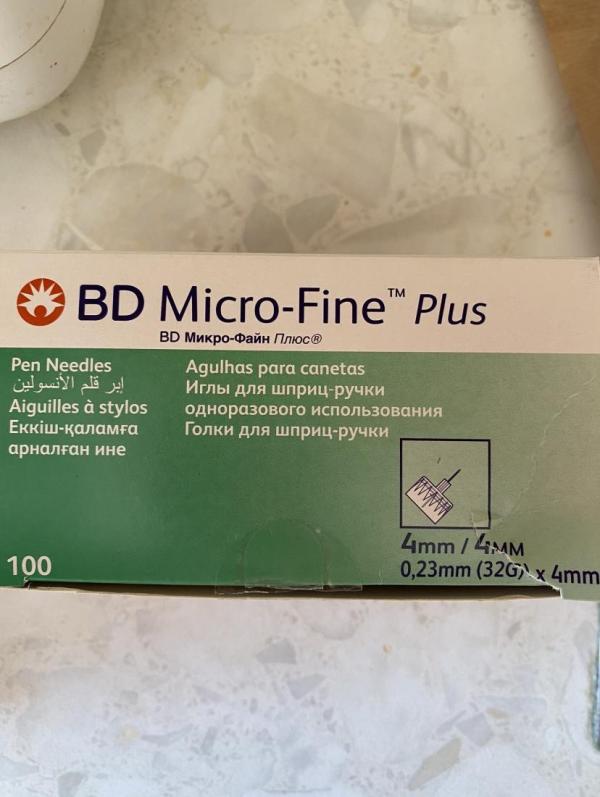 BD Micro-Fine™ Plus
BD Микро-Файн Плюс®
Pen Needles
إبر قلم الأنسولين
Aiguilles à stylos
Еккіш-қаламға
арналған ине
Agulhas para canetas
Иглы для шприц-ручки
одноразового использования
Голки для шприц-ручки
4mm / 4мм
0,23mm (32G) x 4mm
100